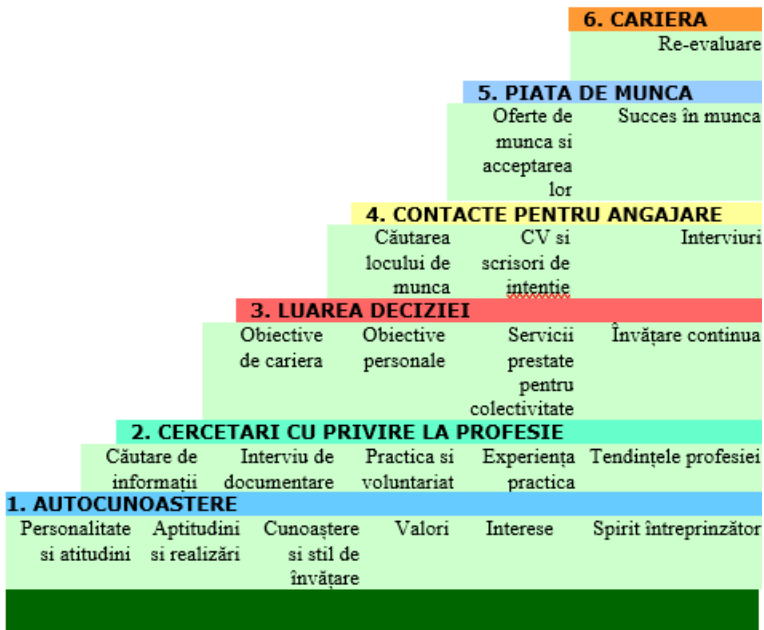 6. CARIERA
Re-evaluare
5. PIATA DE MUNCA
Oferte de
munca si
acceptarea
lor
Succes în munca
4. CONTACTE PENTRU ANGAJARE
Căutarea
locului de
munca
CV si
scrisori de
intentie
Interviuri
3. LUAREA DECIZIEI
Obiective
de cariera
Obiective
personale
Servicii
prestate
pentru
colectivitate
Învățare continua
2. CERCETARI CU PRIVIRE LA PROFESIE
Căutare de
informații
Interviu de
documentare
Practica si
voluntariat
Experiența
practica
Tendințele profesiei
1. AUTOCUNOASTERE
Personalitate
si atitudini
Aptitudini
si realizări
Cunoaștere
si stil de
învățare
Valori
Interese
Spirit întreprinzător